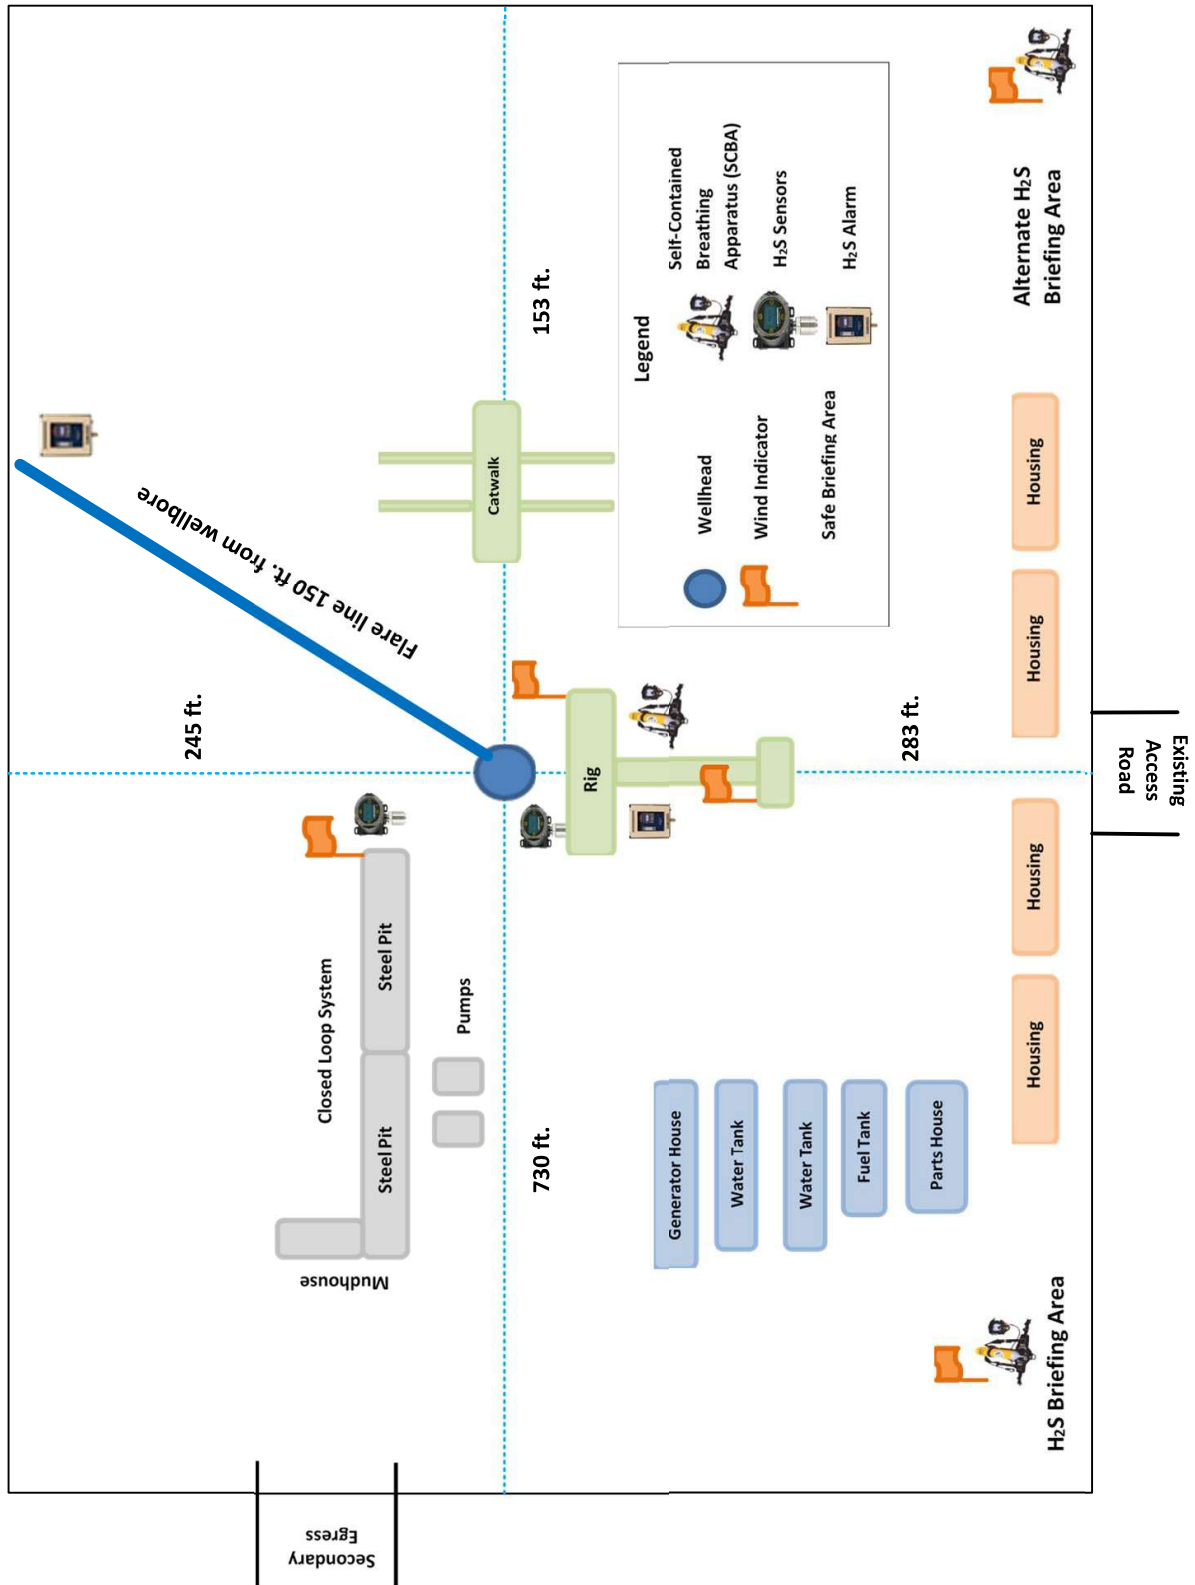 Secondary
Egress
H₂S Briefing Area
Mudhouse
Closed Loop System
Steel Pit
Steel Pit
Pumps
730 ft.
Generator House
Water Tank
Water Tank
Fuel Tank
Parts House
Housing
Housing
Housing
Housing
Existing
Access
Road
245 ft.
Flare line 150 ft. from wellbore
Rig
283 ft.
Catwalk
153 ft.
Legend
Wellhead
Wind Indicator
Safe Briefing Area
Self-Contained
Breathing
Apparatus (SCBA)
H₂S Sensors
H₂S Alarm
Alternate H₂S
Briefing Area